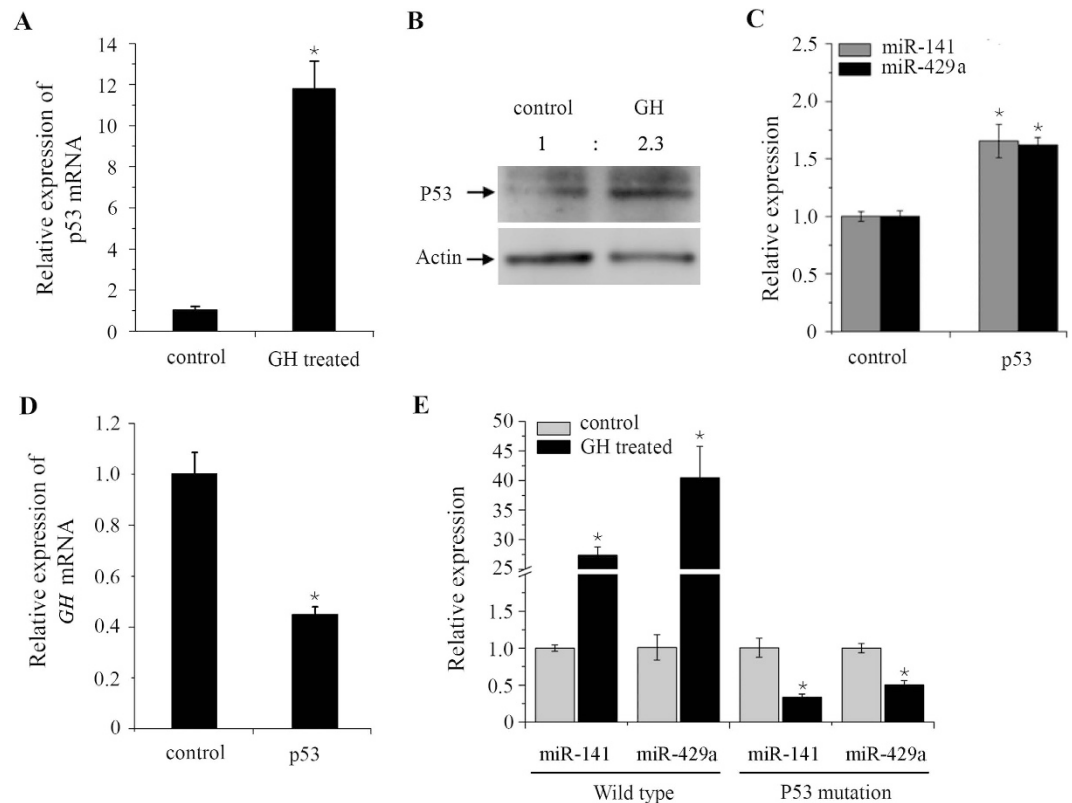 A
Relative expression of
p53 mRNA
14
12
10
8
6
4
2
0
*
control
GH treated
B
control GH
1 : 2.3
P53
Actin
C
miR-141
miR-429a
Relative expression
2.5
2.0
1.5
1.0
0.5
0
* *
control
p53
D
Relative expression of
GH mRNA
1.2
1.0
0.8
0.6
0.4
0.2
0
*
control
p53
E
control
GH treated
Relative expression
50
45
40
35
30
25
1.5
1.0
0.5
0
*
*
*
*
miR-141 miR-429a miR-141 miR-429a
Wild type P53 mutation